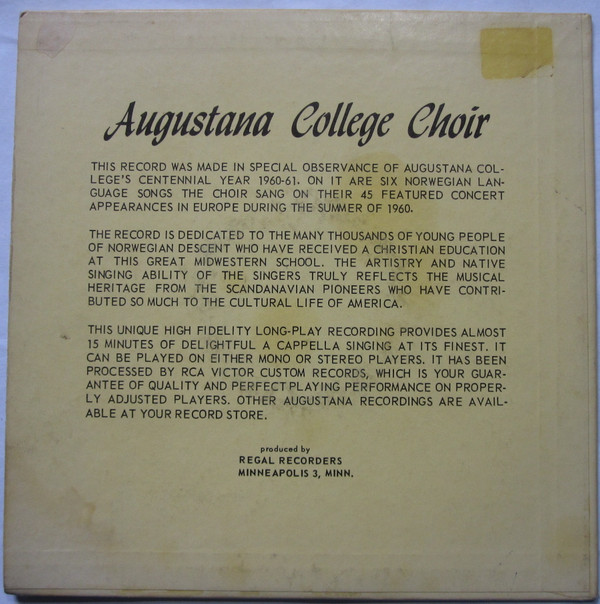 Augustana College Choir
THIS RECORD WAS MADE IN SPECIAL OBSERVANCE OF AUGUSTANA COL-
LEGE'S CENTENNIAL YEAR 1960-61. ON IT ARE SIX NORWEGIAN LAN-
GUAGE SONGS THE CHOIR SANG ON THEIR 45 FEATURED CONCERT
APPEARANCES IN EUROPE DURING THE SUMMER OF 1960.
THE RECORD IS DEDICATED TO THE MANY THOUSANDS OF YOUNG PEOPLE
OF NORWEGIAN DESCENT WHO HAVE RECEIVED A CHRISTIAN EDUCATION
AT THIS GREAT MIDWESTERN SCHOOL. THE ARTISTRY AND NATIVE
SINGING ABILITY OF THE SINGERS TRULY REFLECTS THE MUSICAL
HERITAGE FROM THE SCANDANAVIAN PIONEERS WHO HAVE CONTRI-
BUTED SO MUCH TO THE CULTURAL LIFE OF AMERICA.
THIS UNIQUE HIGH FIDELITY LONG-PLAY RECORDING PROVIDES ALMOST
15 MINUTES OF DELIGHTFUL A CAPPELLA SINGING AT ITS FINEST. IT
CAN BE PLAYED ON EITHER MONO OR STEREO PLAYERS. IT HAS BEEN
PROCESSED BY RCA VICTOR CUSTOM RECORDS, WHICH IS YOUR GUAR-
ANTEE OF QUALITY AND PERFECT PLAYING PERFORMANCE ON PROPER-
LY ADJUSTED PLAYERS. OTHER AUGUSTANA RECORDINGS ARE AVAIL-
ABLE AT YOUR RECORD STORE.
produced by
REGAL RECORDERS
MINNEAPOLIS 3, MINN.